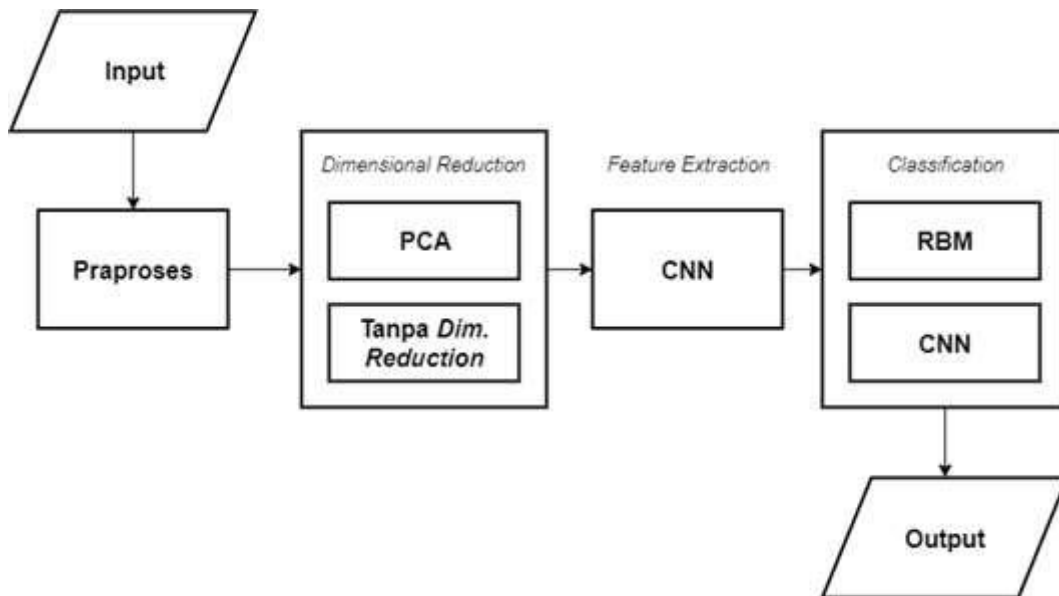 Input
Praproses
Dimensional Reduction
PCA
Tanpa Dim.
Reduction
Feature Extraction
CNN
Classification
RBM
CNN
Output